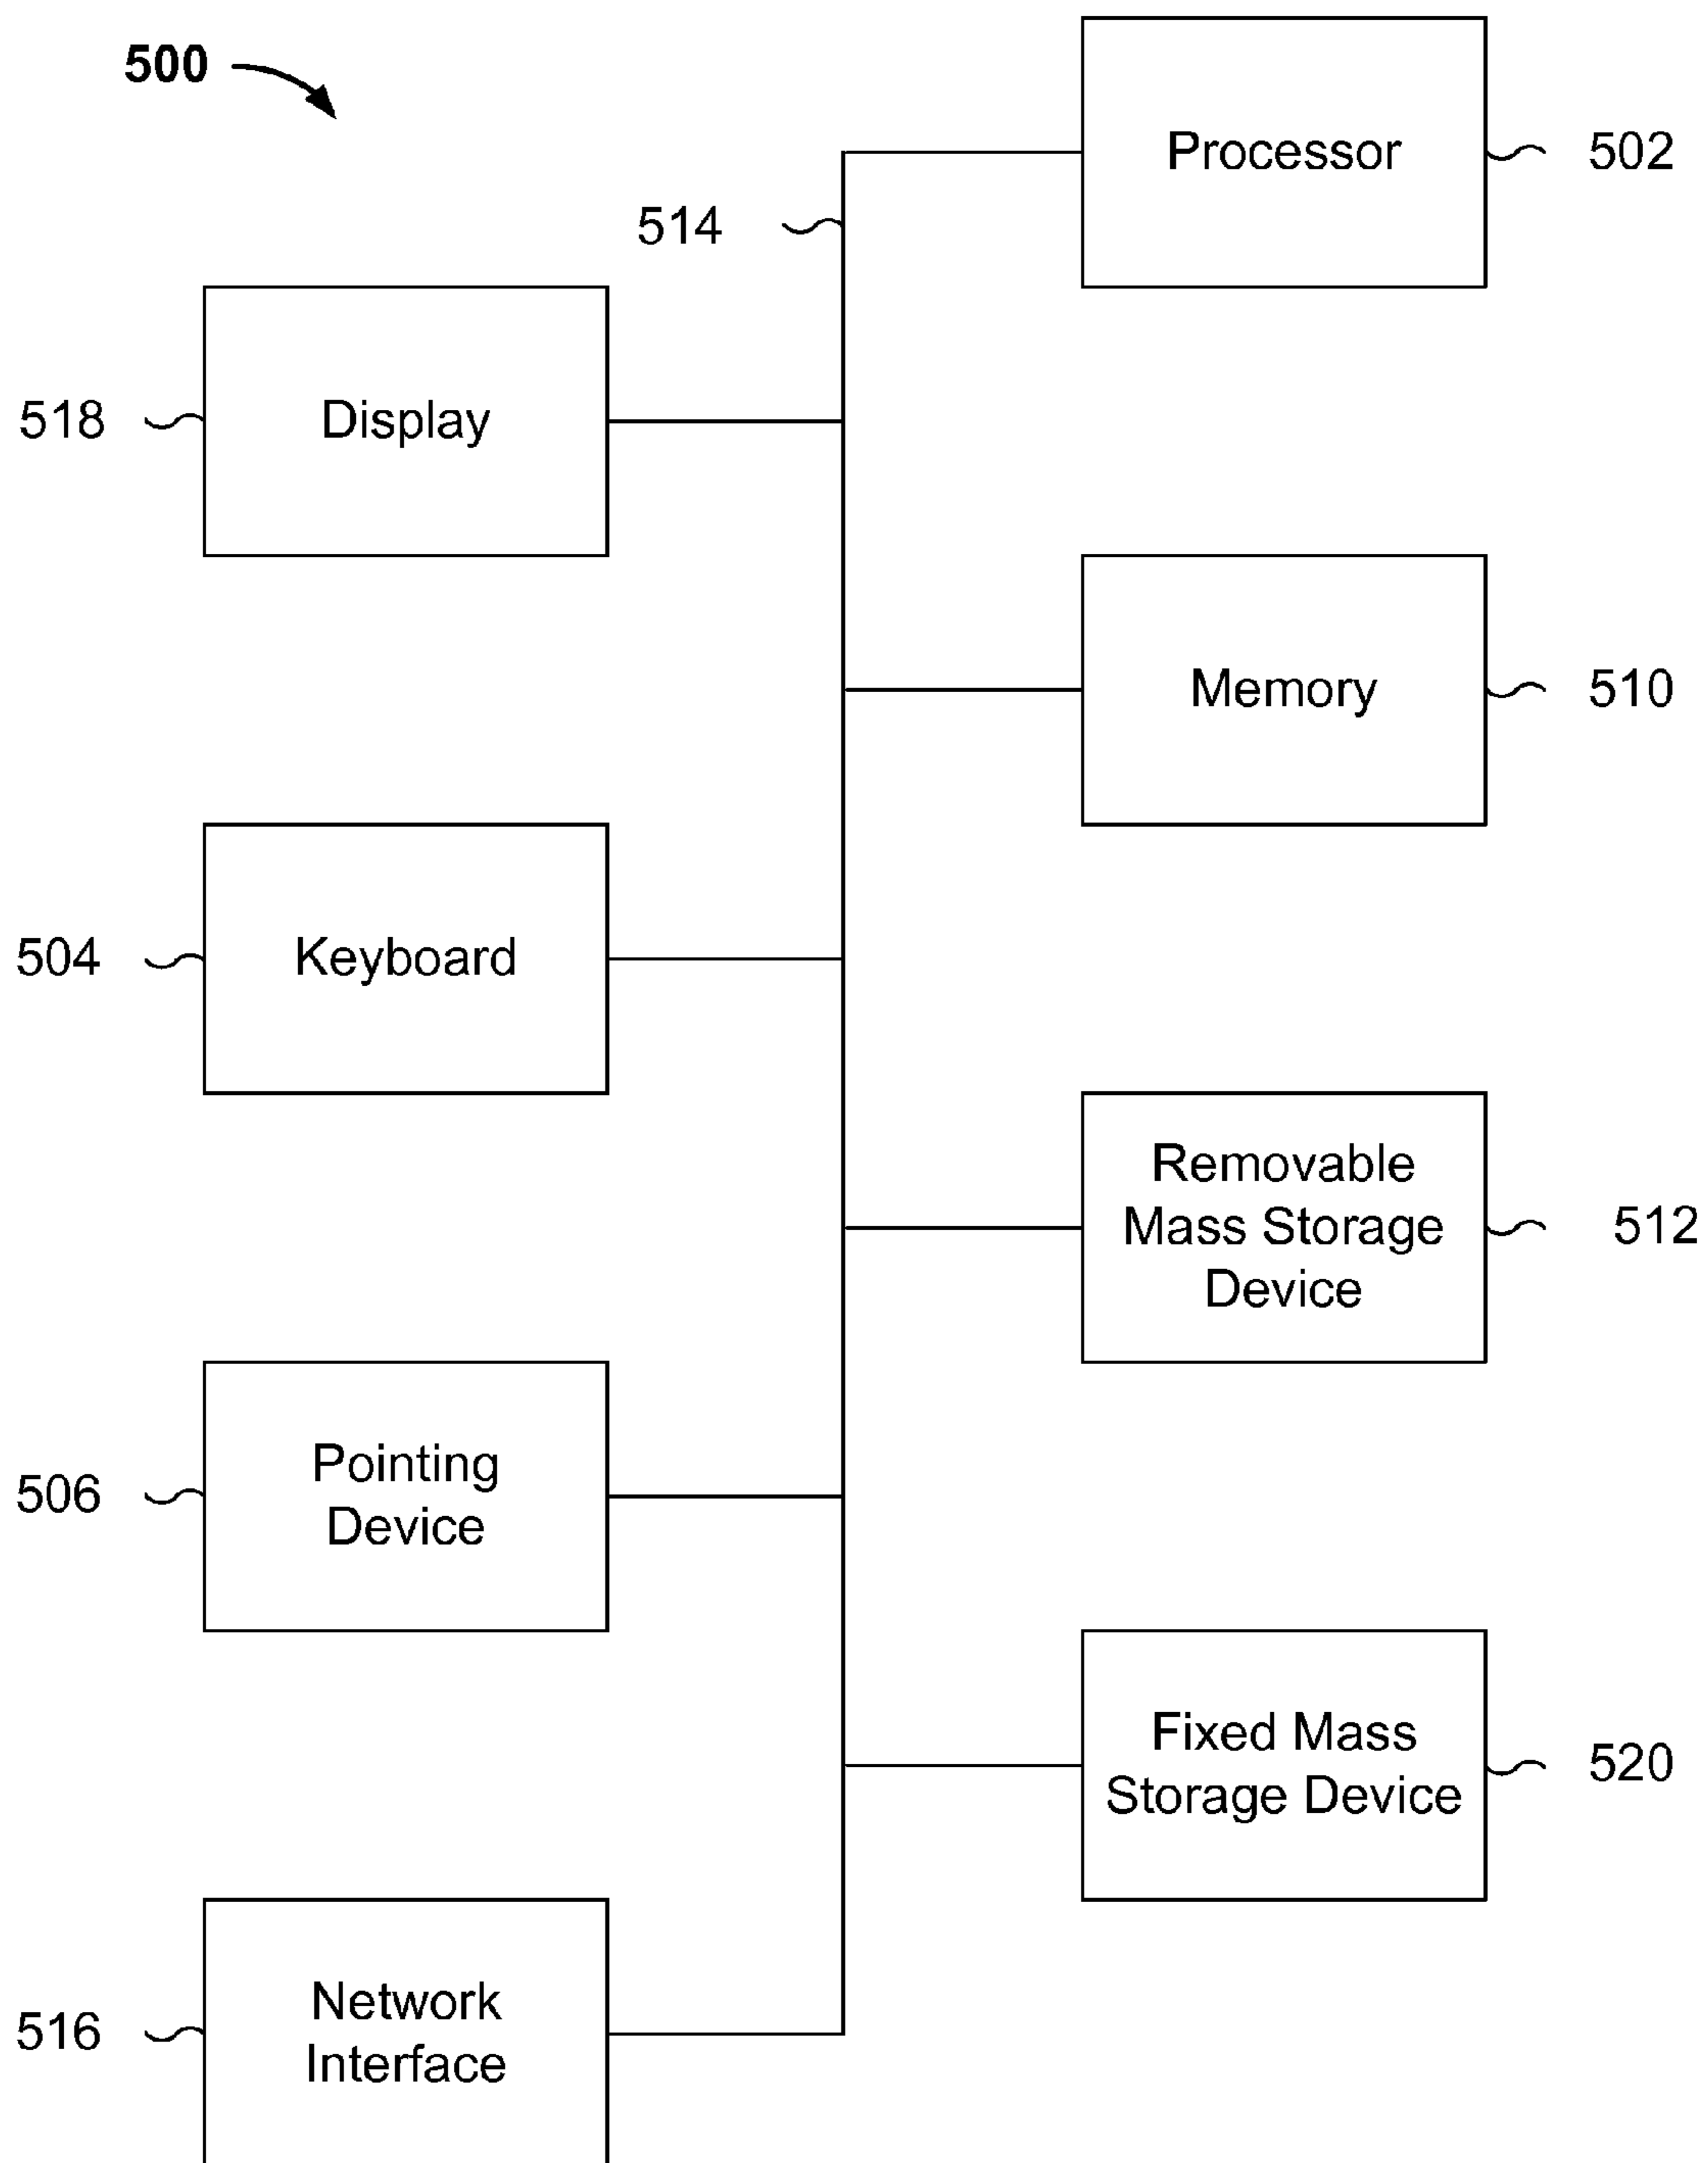 500
Processor
502
514
518
Display
Memory
510
504
Keyboard
Removable
Mass Storage
Device
512
506
Pointing
Device
Fixed Mass
Storage Device
520
516
Network
Interface